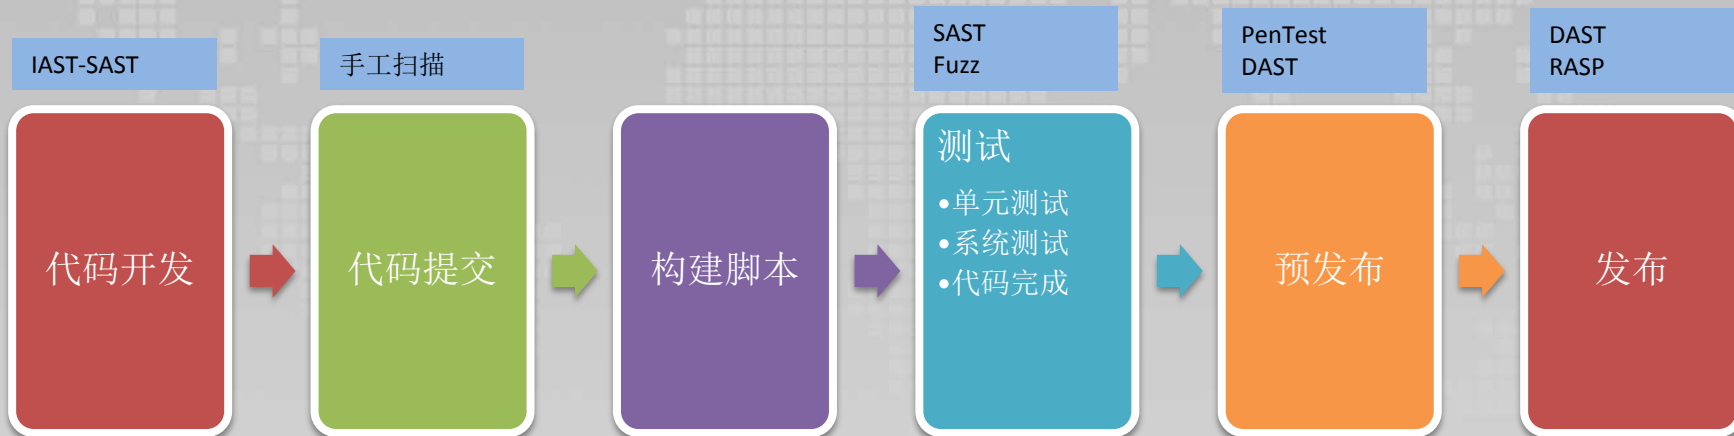 IAST-SAST
手工扫描
SAST
Fuzz
PenTest
DAST
DAST
RASP
代码开发
代码提交
构建脚本
测试
•单元测试
•系统测试
•代码完成
预发布
发布